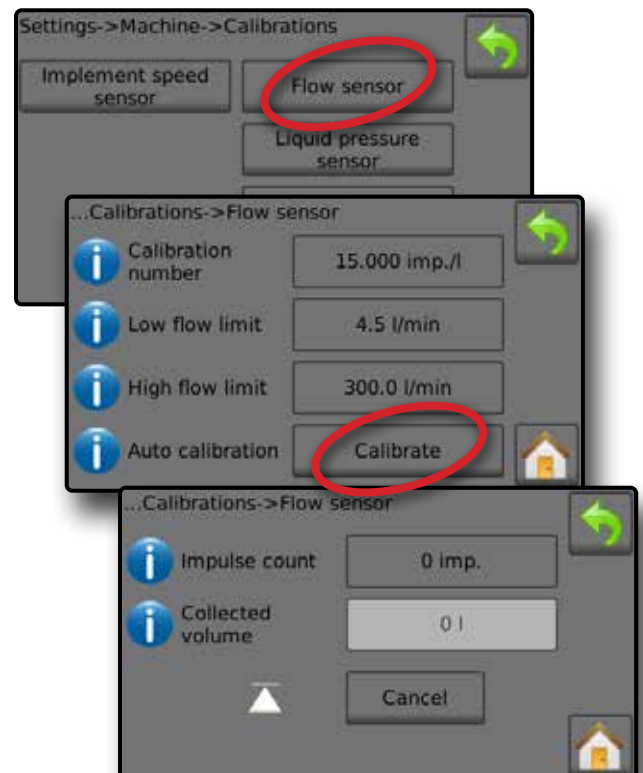 Settings->Machine->Calibrations
Implement speed
sensor
Flow sensor
Liquid pressure
sensor
...Calibrations->Flow sensor
Calibration
number
15.000 imp./l
Low flow limit
4.5 l/min
High flow limit
300.0 l/min
Auto calibration
Calibrate
...Calibrations->Flow sensor
Impulse count
0 imp.
Collected
volume
0 l
Cancel